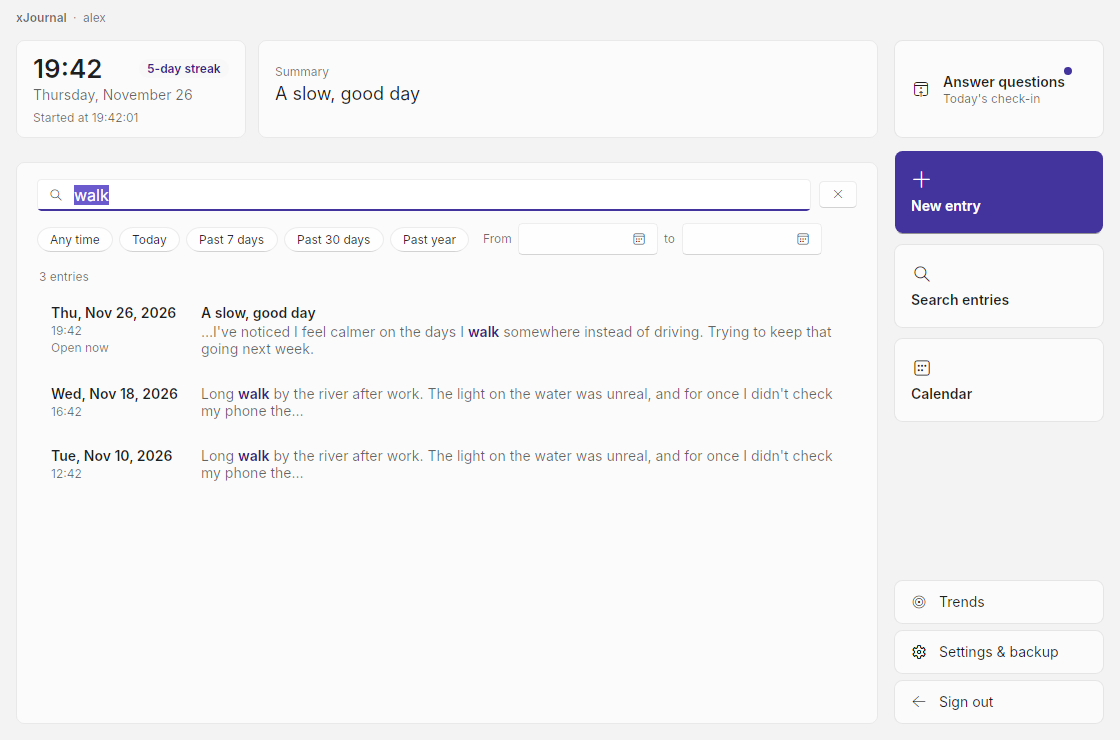 xJournal · alex
19:42
5-day streak
Thursday, November 26
Started at 19:42:01
Summary
A slow, good day
Answer questions
Today's check-in
New entry
Search entries
Calendar
walk
Any time
Today
Past 7 days
Past 30 days
Past year
From
to
3 entries
Thu, Nov 26, 2026
19:42
Open now
A slow, good day
...I've noticed I feel calmer on the days I walk somewhere instead of driving. Trying to keep that
going next week.
Wed, Nov 18, 2026
16:42
Long walk by the river after work. The light on the water was unreal, and for once I didn't check
my phone the...
Tue, Nov 10, 2026
12:42
Long walk by the river after work. The light on the water was unreal, and for once I didn't check
my phone the...
Trends
Settings & backup
Sign out